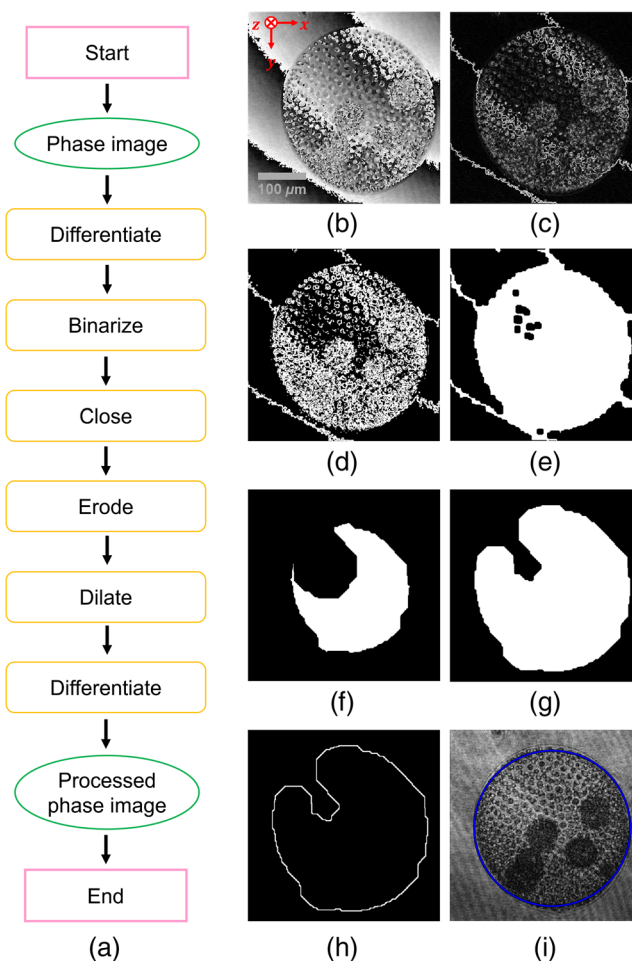 Start
Phase image
Differentiate
Binarize
Close
Erode
Dilate
Differentiate
Processed
phase image
End
(a)
z x
y
100 μm
(b)
(c)
(d)
(e)
(f)
(g)
(h)
(i)